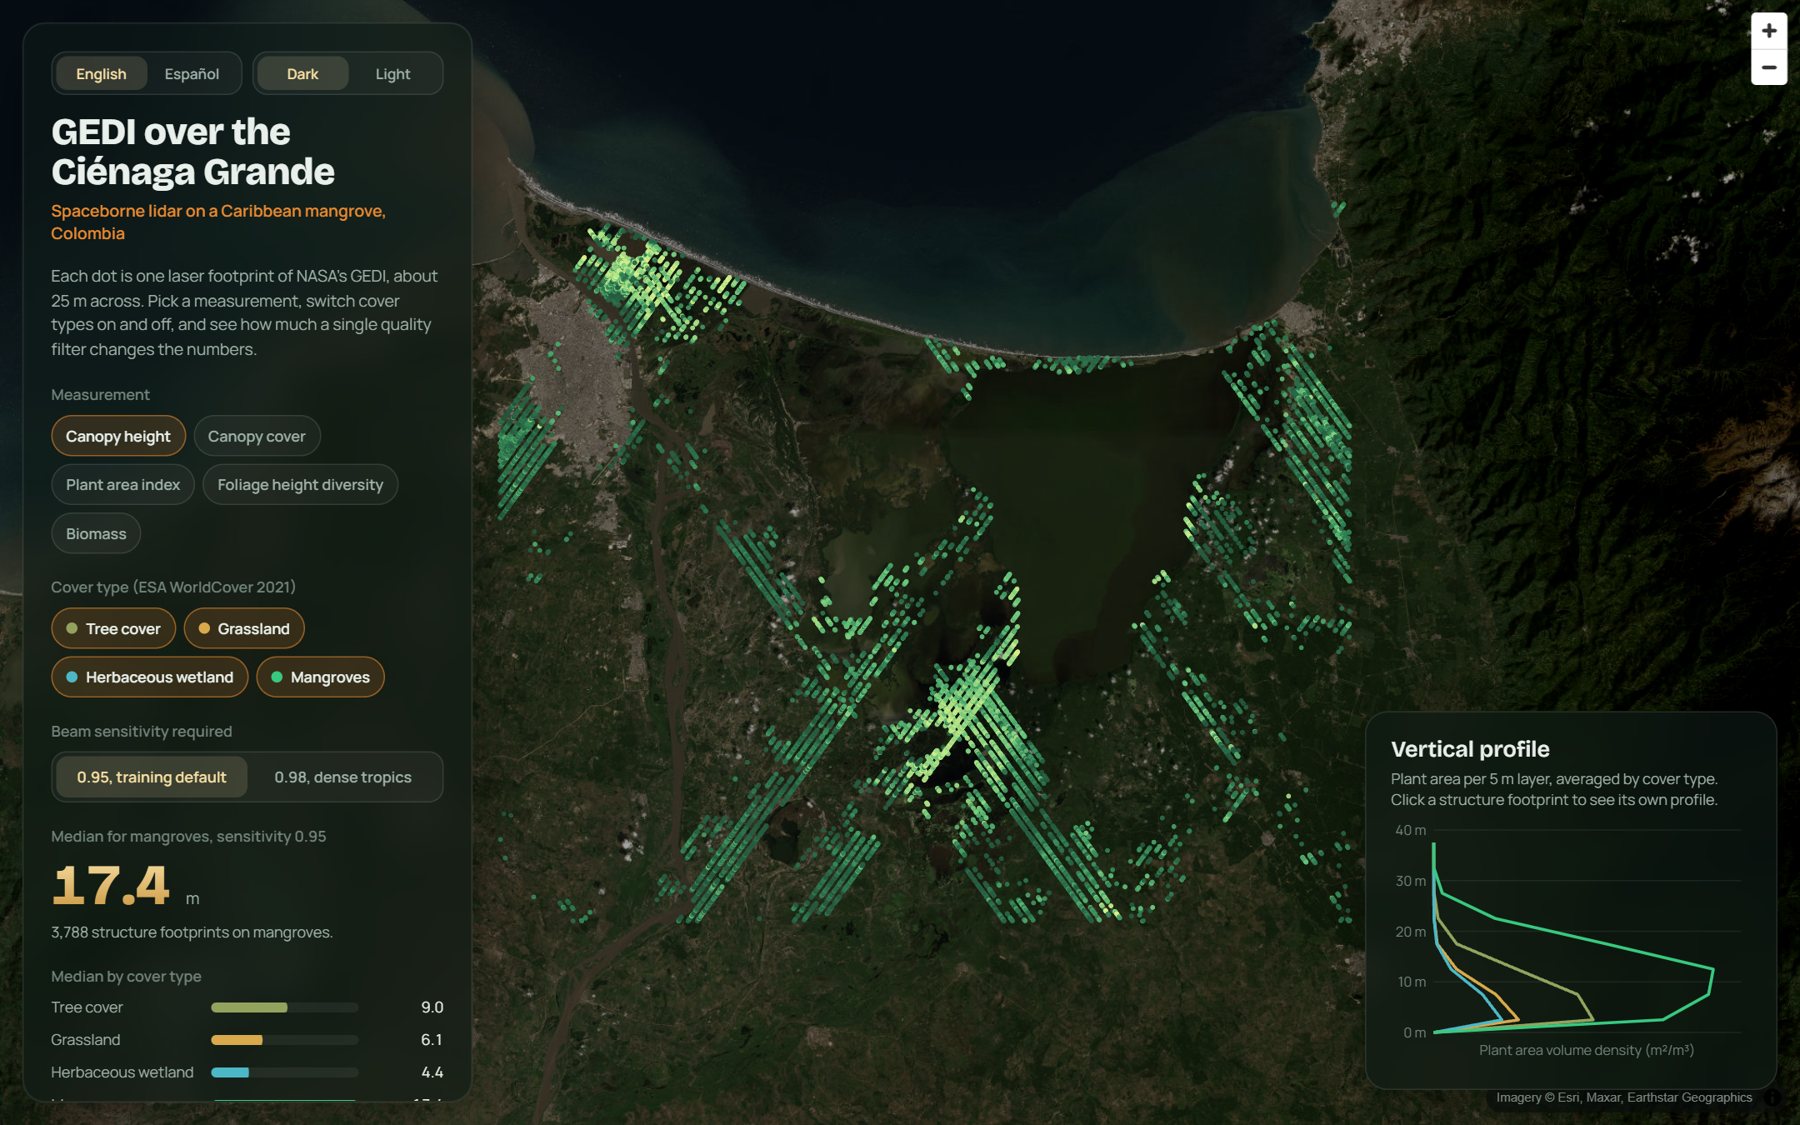 English
Español
Dark
Light
GEDI over the
Ciénaga Grande
Spaceborne lidar on a Caribbean mangrove,
Colombia
Each dot is one laser footprint of NASA's GEDI, about
25 m across. Pick a measurement, switch cover
types on and off, and see how much a single quality
filter changes the numbers.
Measurement
Canopy height
Canopy cover
Plant area index
Foliage height diversity
Biomass
Cover type (ESA WorldCover 2021)
Tree cover
Grassland
Herbaceous wetland
Mangroves
Beam sensitivity required
0.95, training default
0.98, dense tropics
Median for mangroves, sensitivity 0.95
17.4 m
3,788 structure footprints on mangroves.
Median by cover type
Tree cover 9.0
Grassland 6.1
Herbaceous wetland 4.4
+
−
Vertical profile
Plant area per 5 m layer, averaged by cover type.
Click a structure footprint to see its own profile.
40 m
30 m
20 m
10 m
0 m
Plant area volume density (m²/m³)
Imagery © Esri, Maxar, Earthstar Geographics